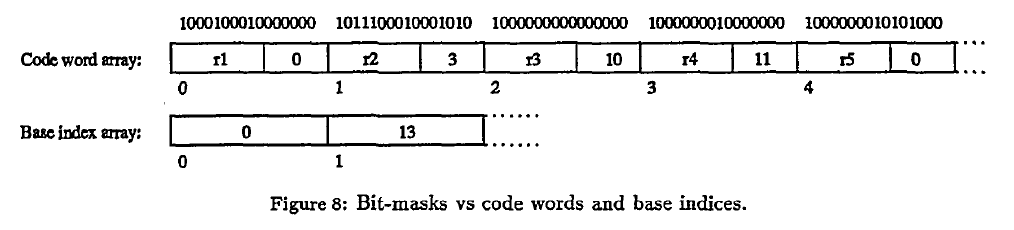 1000100010000000 1011100010001010 1000000000000000 1000000010000000 1000000010101000
Code word array: r1 0 r2 3 r3 10 r4 11 r5 0
0 1 2 3 4
Base index array: 0 13
0 1
Figure 8: Bit-masks vs code words and base indices.